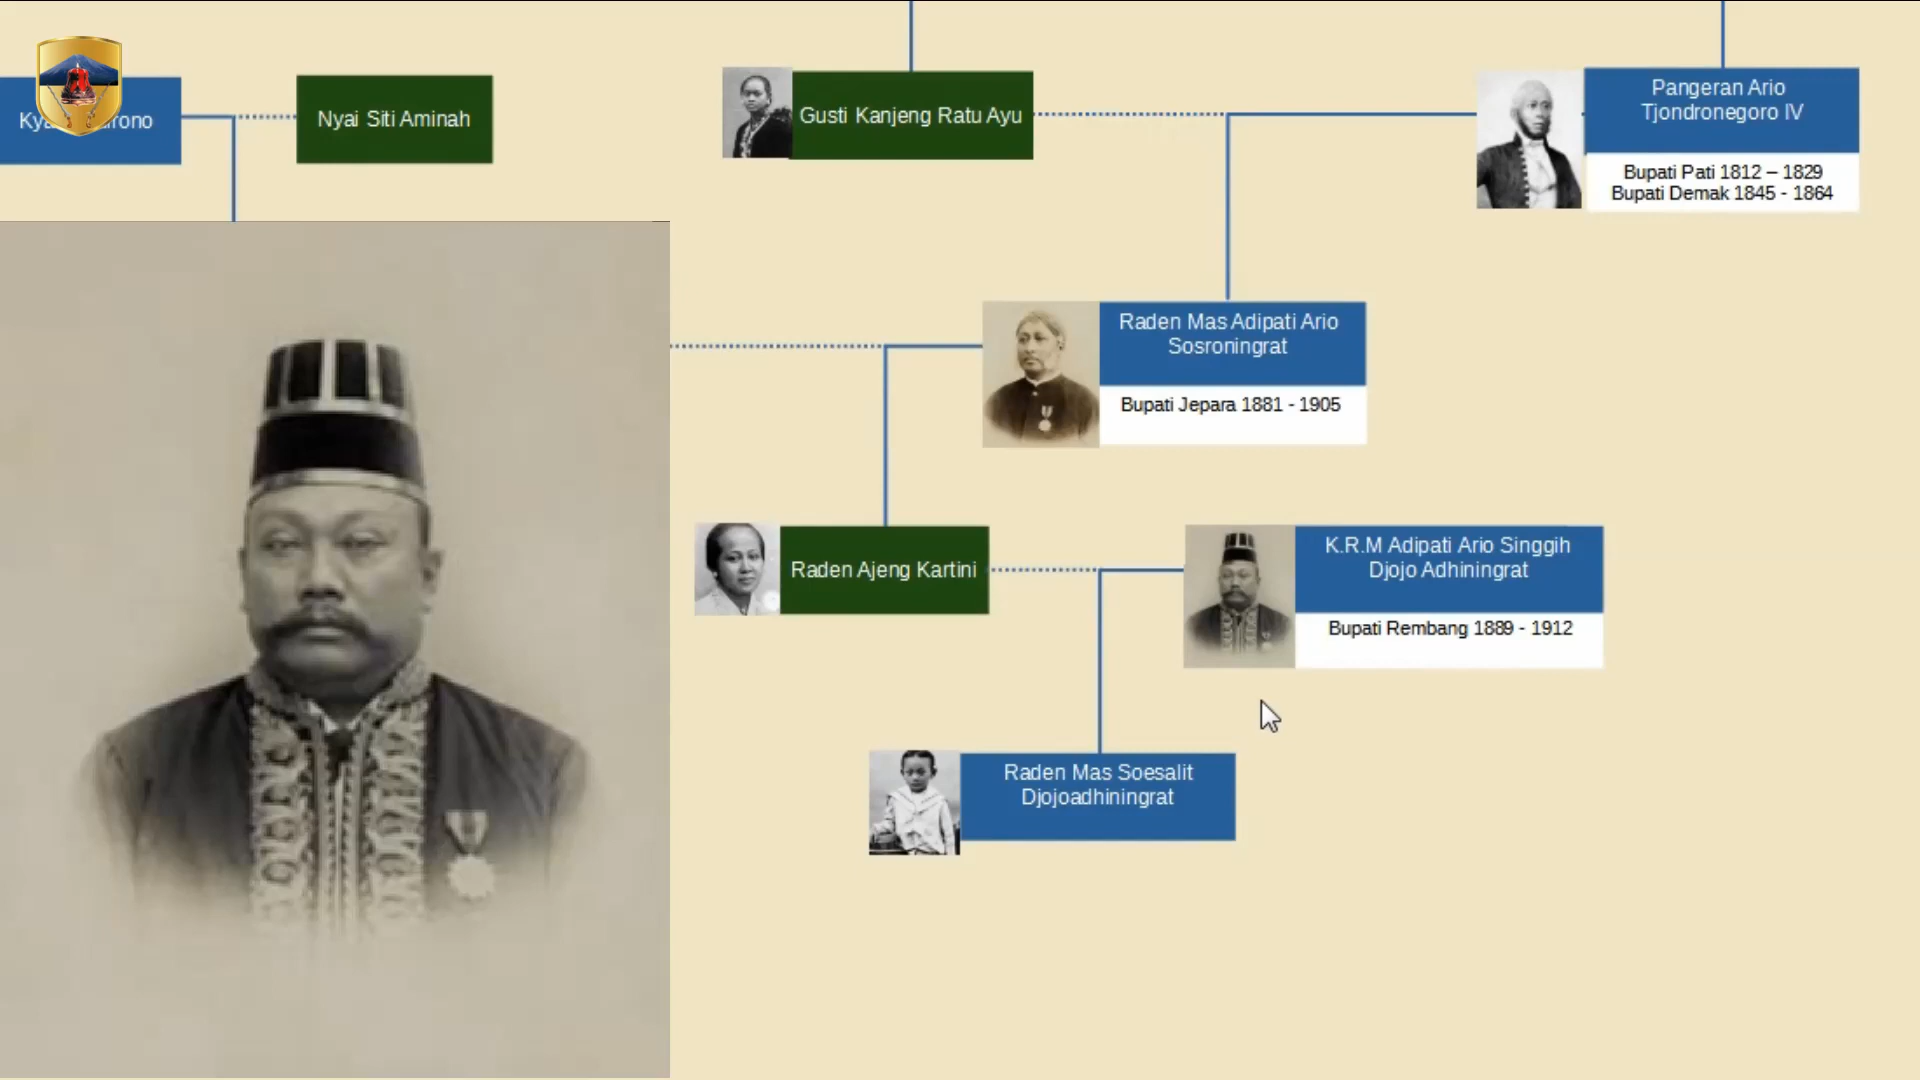 Nyai Siti Aminah
Gusti Kanjeng Ratu Ayu
Pangeran Ario
Tjondronegoro IV
Bupati Pati 1812 – 1829
Bupati Demak 1845 - 1864
Raden Mas Adipati Ario
Sosroningrat
Bupati Jepara 1881 - 1905
Raden Ajeng Kartini
K.R.M Adipati Ario Singgih
Djojo Adhiningrat
Bupati Rembang 1889 - 1912
Raden Mas Soesalit
Djojoadhiningrat